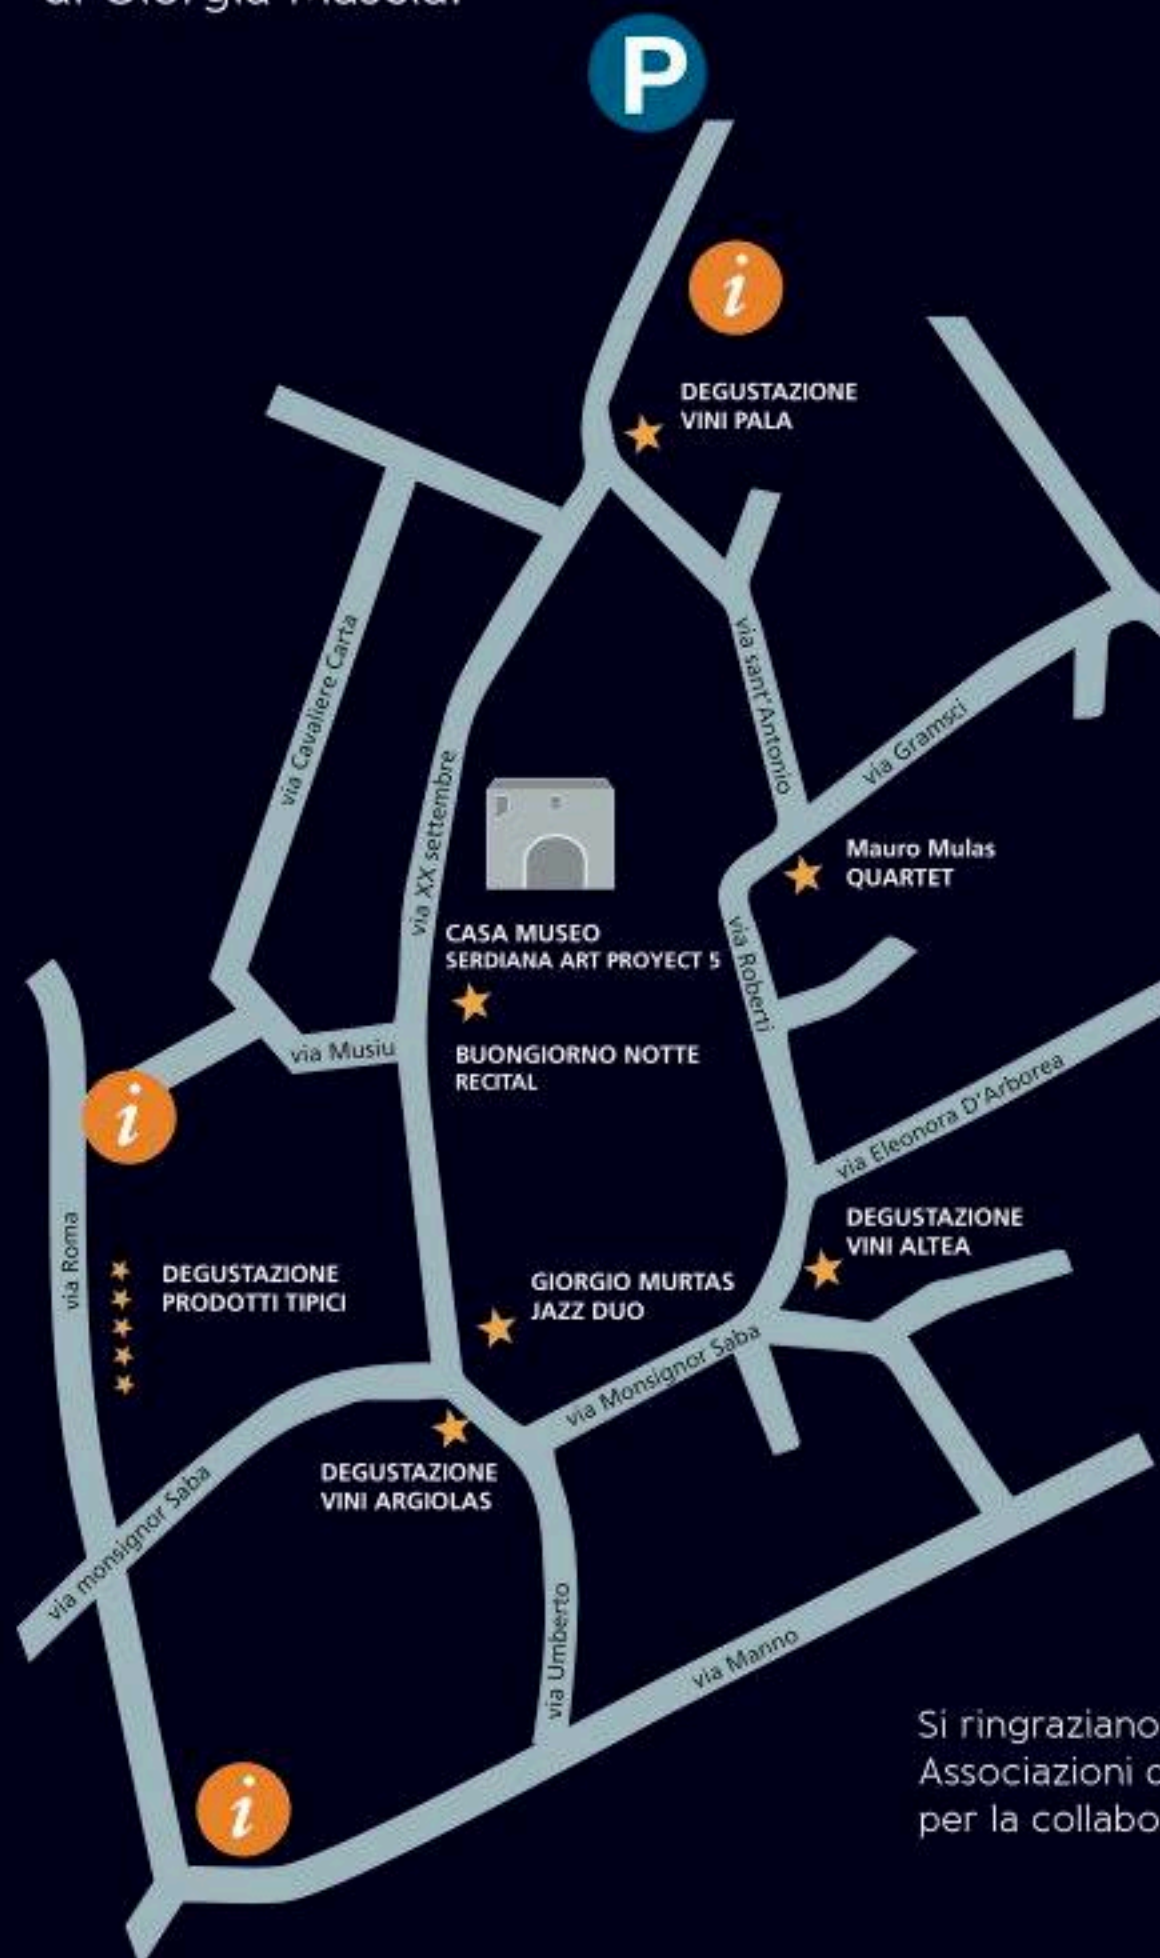 di Giorgia Masala.
P
i
DEGUSTAZIONE
VINI PALA
via Cavaliere Carta
via sant'Antonio
via Gramsci
via XX settembre
Mauro Mulas
QUARTET
CASA MUSEO
SERDIANA ART PROYECT 5
via Roberti
BUONGIORNO NOTTE
RECITAL
via Musiu
i
via Eleonora D'Arborea
via Roma
DEGUSTAZIONE
VINI ALTEA
DEGUSTAZIONE
PRODOTTI TIPICI
GIORGIO MURTAS
JAZZ DUO
via Monsignor Saba
DEGUSTAZIONE
VINI ARGIOLAS
via monsignor Saba
via Umberto
via Manno
i
Si ringraziano
Associazioni
per la collabo